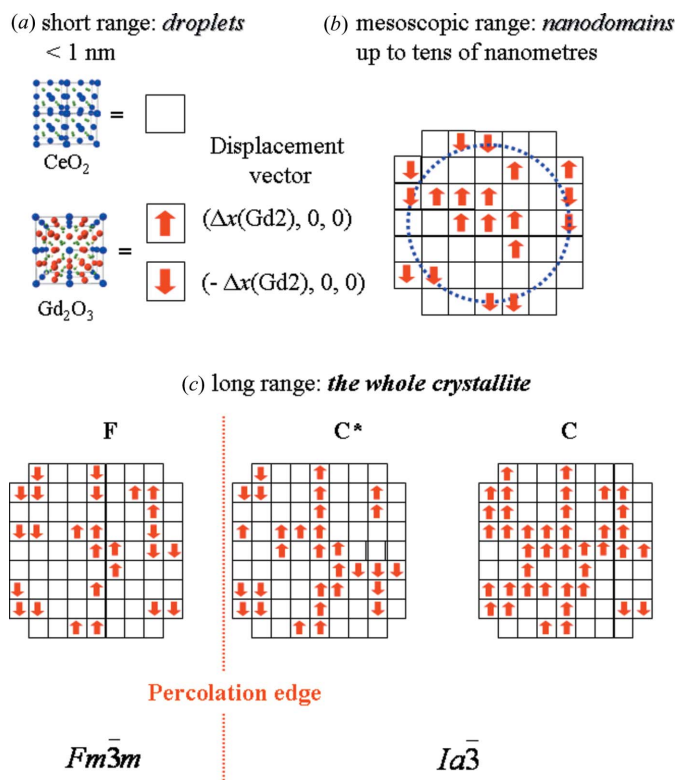 (a) short range: droplets
< 1 nm
(b) mesoscopic range: nanodomains
up to tens of nanometres
=
CeO₂
Displacement
vector
=
(Δx(Gd2), 0, 0)
(- Δx(Gd2), 0, 0)
Gd₂O₃
(c) long range: the whole crystallite
F
C*
C
Percolation edge
Fm3̅m
Ia3̅